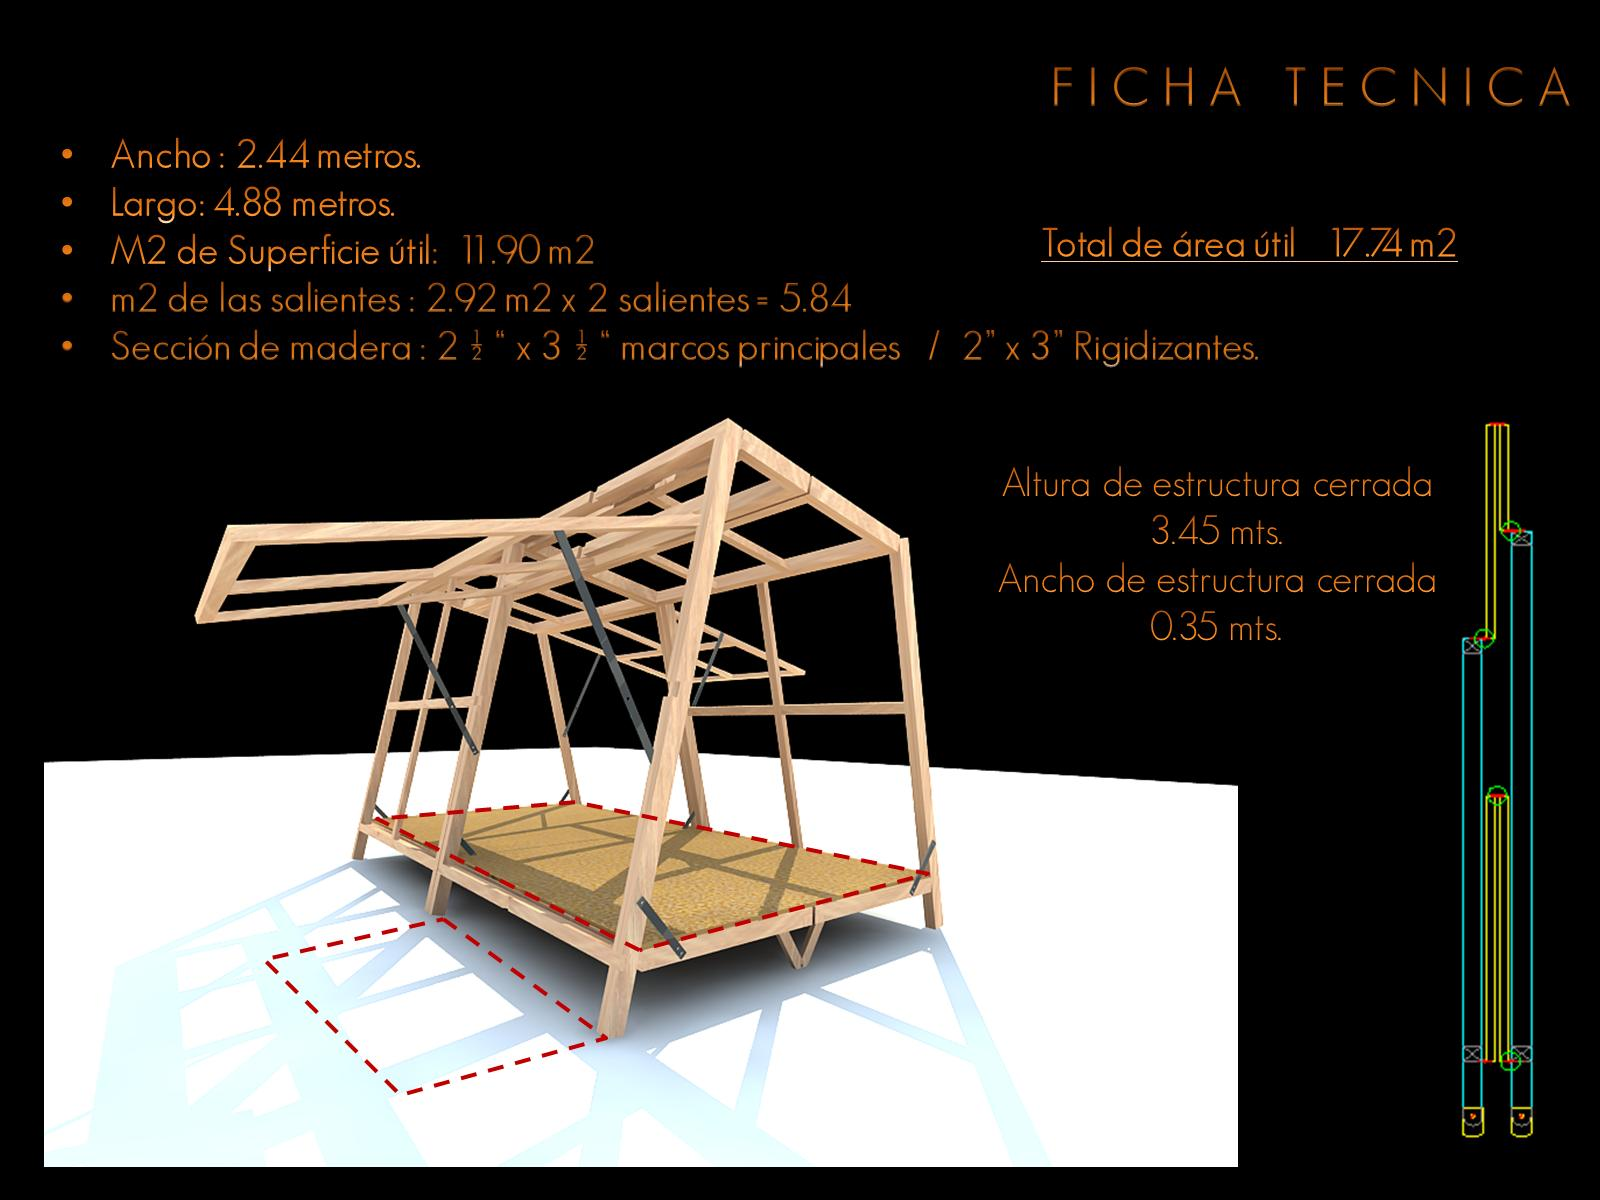 FICHA TECNICA
• Ancho : 2.44 metros.
• Largo: 4.88 metros.
• M2 de Superficie útil: 11.90 m2
• m2 de las salientes : 2.92 m2 x 2 salientes = 5.84
• Sección de madera : 2 ½ “ x 3 ½ “ marcos principales / 2” x 3” Rigidizantes.
Total de área útil 17.74 m2
Altura de estructura cerrada
3.45 mts.
Ancho de estructura cerrada
0.35 mts.